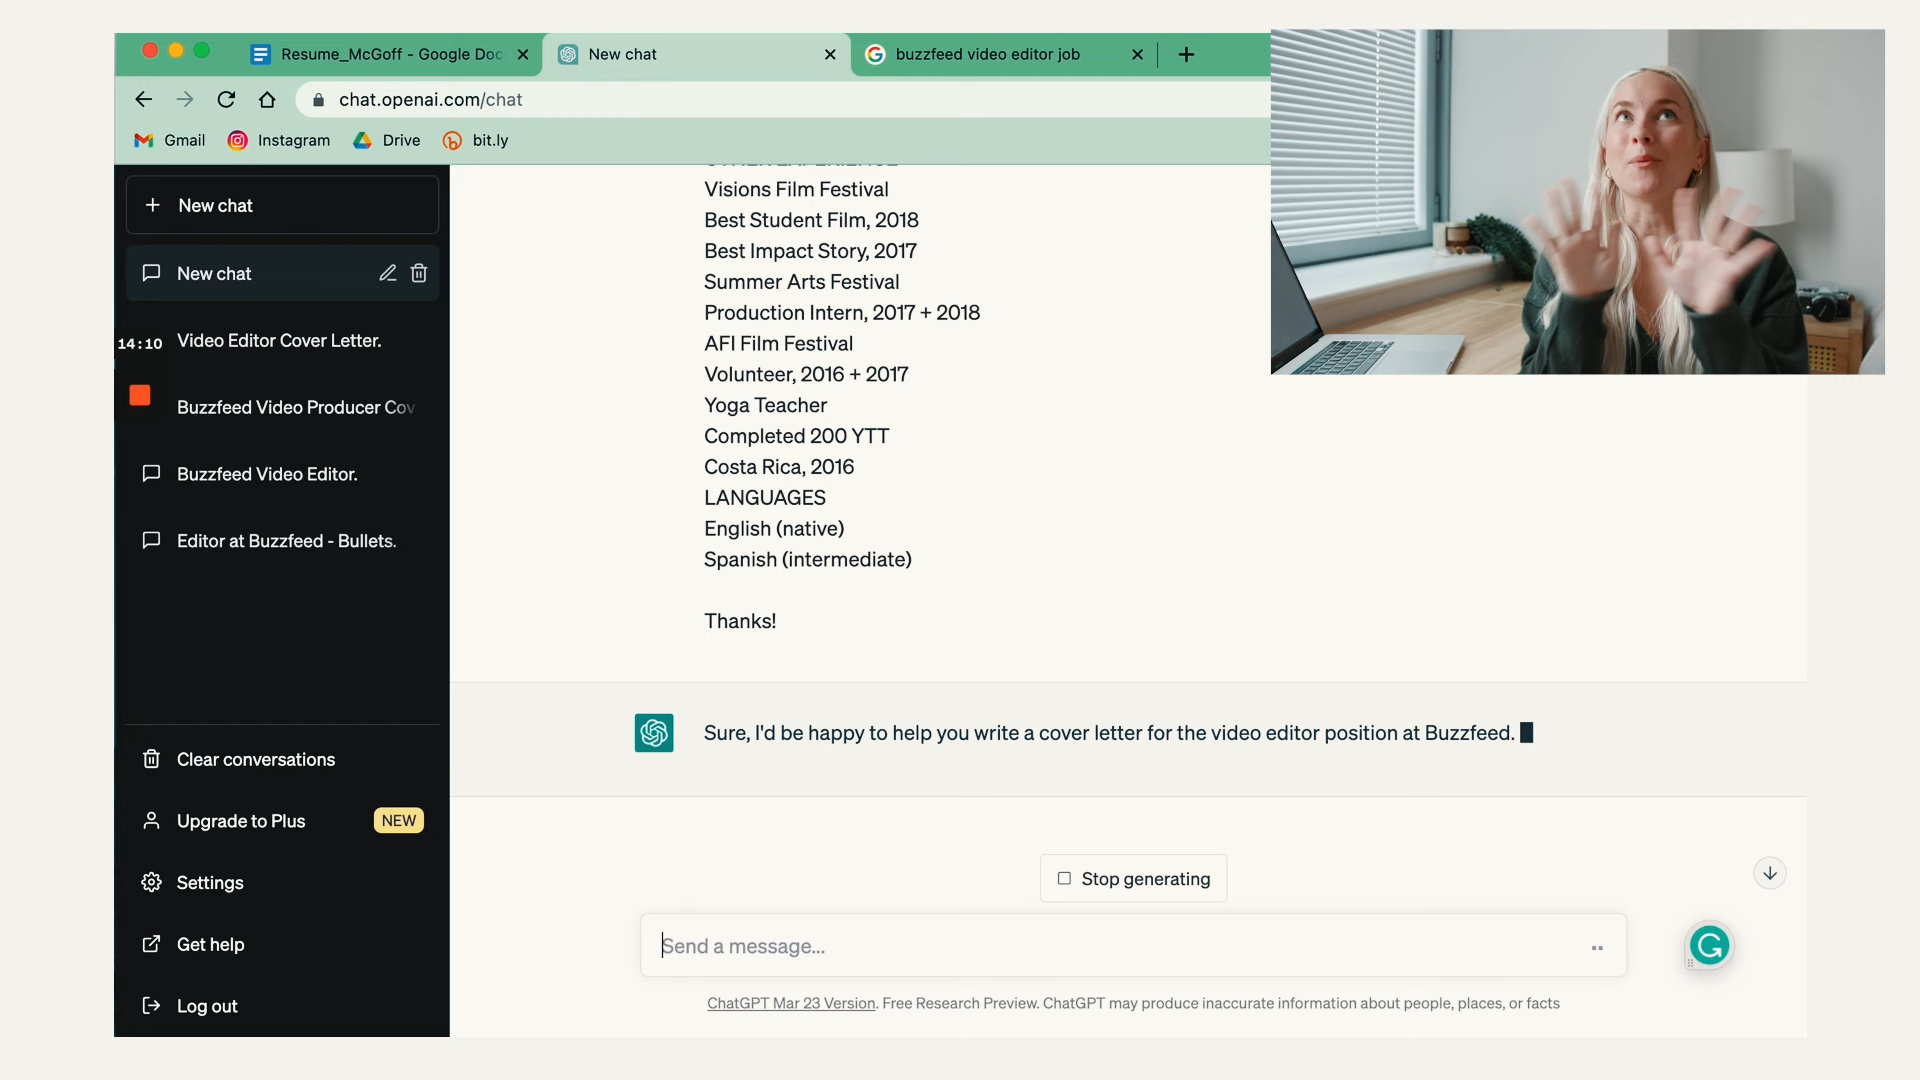 Resume_McGoff - Google Doc
New chat
buzzfeed video editor job
chat.openai.com/chat
Gmail
Instagram
Drive
bit.ly
New chat
New chat
14:10
Video Editor Cover Letter.
Buzzfeed Video Producer Cov
Buzzfeed Video Editor.
Editor at Buzzfeed - Bullets.
Clear conversations
Upgrade to Plus
NEW
Settings
Get help
Log out
Visions Film Festival
Best Student Film, 2018
Best Impact Story, 2017
Summer Arts Festival
Production Intern, 2017 + 2018
AFI Film Festival
Volunteer, 2016 + 2017
Yoga Teacher
Completed 200 YTT
Costa Rica, 2016
LANGUAGES
English (native)
Spanish (intermediate)
Thanks!
Sure, I'd be happy to help you write a cover letter for the video editor position at Buzzfeed.
Stop generating
Send a message...
ChatGPT Mar 23 Version. Free Research Preview. ChatGPT may produce inaccurate information about people, places, or facts